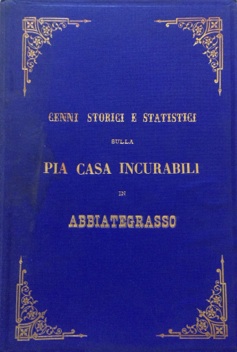 CENNI STORICI E STATISTICI
SULLA
PIA CASA INCURABILI
IN
ABBIATEGRASSO